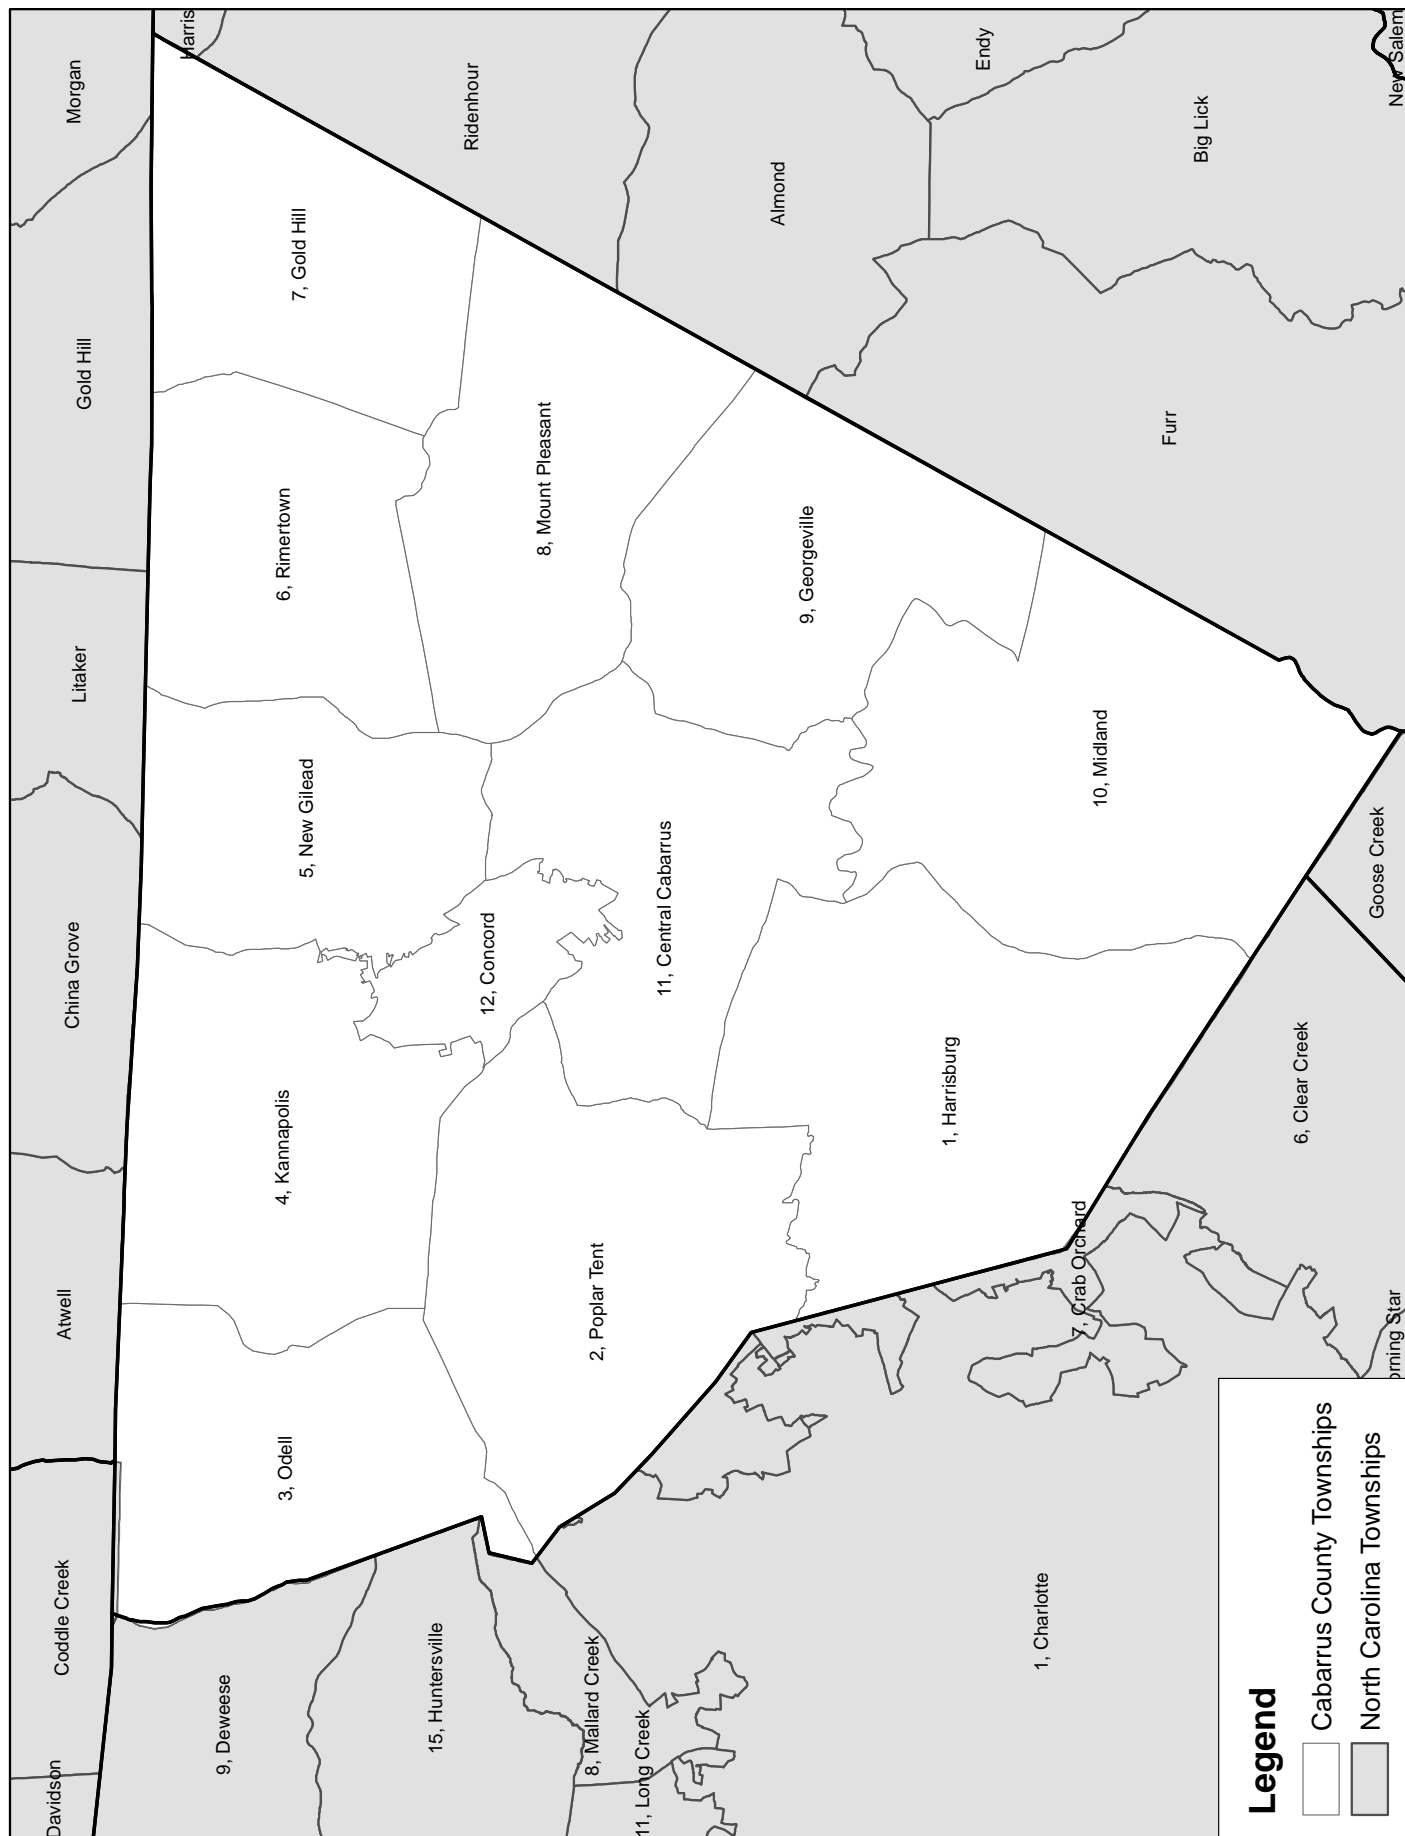 Davidson
Coddle Creek
Atwell
China Grove
Litaker
Gold Hill
Morgan
Harris
9, Deweese
3, Odell
4, Kannapolis
5, New Gilead
6, Rimertown
7, Gold Hill
15, Huntersville
12, Concord
8, Mount Pleasant
Ridenhour
8, Mallard Creek
11, Long Creek
2, Poplar Tent
11, Central Cabarrus
9, Georgeville
Almond
Endy
1, Charlotte
1, Harrisburg
10, Midland
7, Crab Orchard
Furr
Big Lick
6, Clear Creek
Goose Creek
orning Star
New Salem
Legend
Cabarrus County Townships
North Carolina Townships